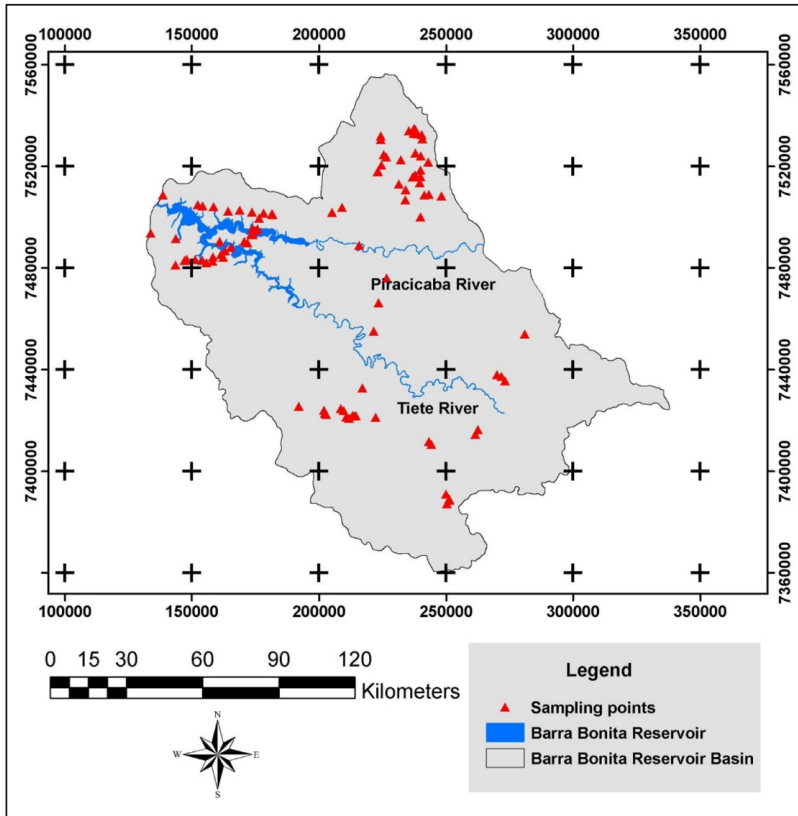 100000 150000 200000 250000 300000 350000
7560000 7560000
7520000 7520000
7480000 7480000
Piracicaba River
7440000 7440000
Tiete River
7400000 7400000
7360000 7360000
100000 150000 200000 250000 300000 350000
0 15 30 60 90 120
Kilometers
N
W E
S
Legend
Sampling points
Barra Bonita Reservoir
Barra Bonita Reservoir Basin